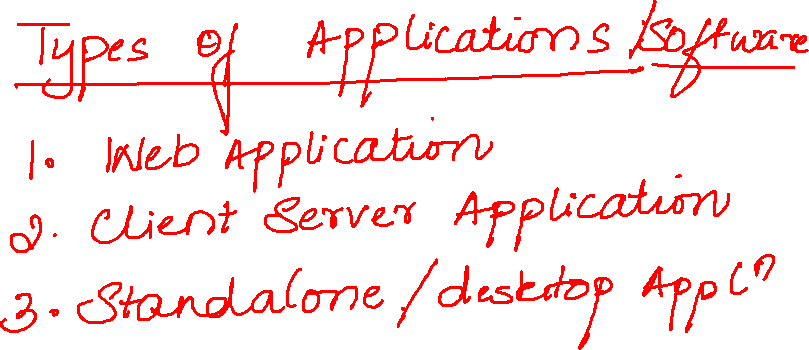 Types of Applications/Software
1. Web Application
2. Client Server Application
3. Standalone/desktop Appl^n